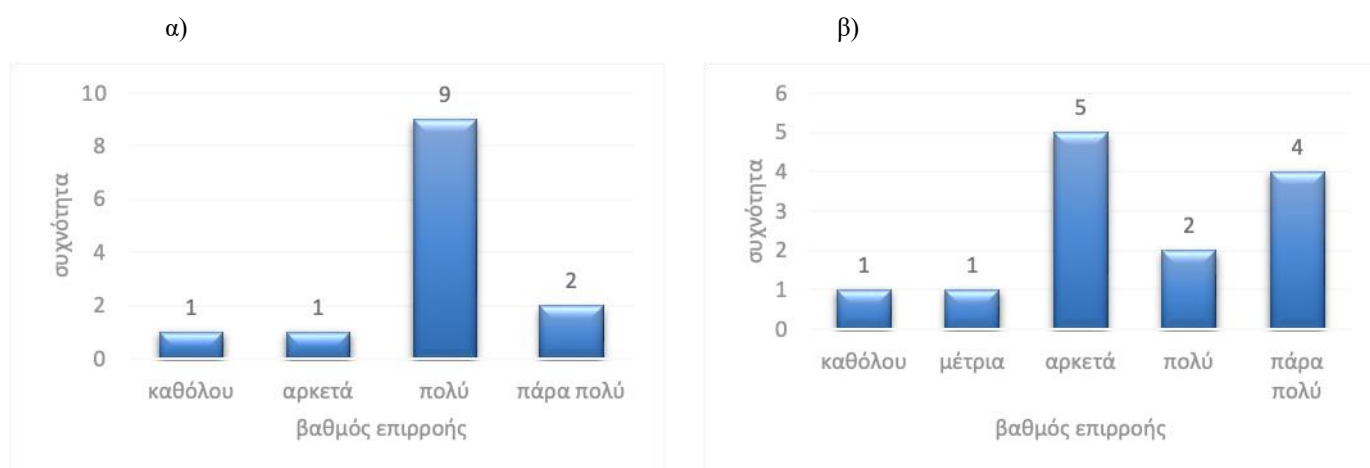 α)
10
8
6
4
2
0
συχνότητα
1
1
9
2
καθόλου
αρκετά
πολύ
πάρα πολύ
βαθμός επιρροής
β)
6
5
4
3
2
1
0
συχνότητα
1
1
5
2
4
καθόλου
μέτρια
αρκετά
πολύ
πάρα
πολύ
βαθμός επιρροής